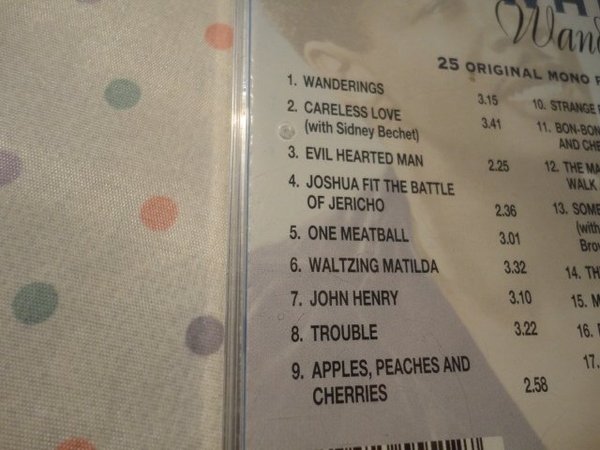 Wand
25 ORIGINAL MONO
1. WANDERINGS 3.15
2. CARELESS LOVE
(with Sidney Bechet) 3.41
3. EVIL HEARTED MAN 2.25
4. JOSHUA FIT THE BATTLE
OF JERICHO 2.36
5. ONE MEATBALL 3.01
6. WALTZING MATILDA 3.32
7. JOHN HENRY 3.10
8. TROUBLE 3.22
9. APPLES, PEACHES AND
CHERRIES 2.58
10. STRANGE
11. BON-BON
AND CHE
12. THE MA
WALK
13. SOME
(with
Brow
14. TH
15. M
16.
17.